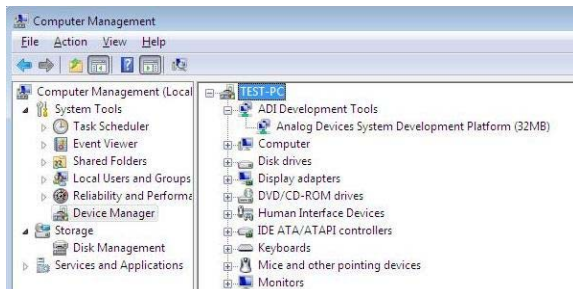 Computer Management
File Action View Help
Computer Management (Local
System Tools
Task Scheduler
Event Viewer
Shared Folders
Local Users and Groups
Reliability and Performa
Device Manager
Storage
Disk Management
Services and Applications
TEST-PC
ADI Development Tools
Analog Devices System Development Platform (32MB)
Computer
Disk drives
Display adapters
DVD/CD-ROM drives
Human Interface Devices
IDE ATA/ATAPI controllers
Keyboards
Mice and other pointing devices
Monitors